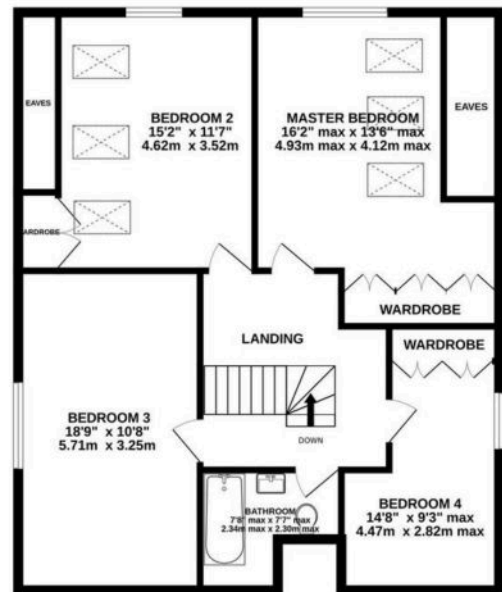 EAVES
BEDROOM 2
15'2" x 11'7"
4.62m x 3.52m
MASTER BEDROOM
16'2" max x 13'6" max
4.93m max x 4.12m max
EAVES
ARDROBE
WARDROBE
LANDING
WARDROBE
DOWN
BEDROOM 3
18'9" x 10'8"
5.71m x 3.25m
BATHROOM
7'8" max x 7'7" max
2.34m max x 2.30m max
BEDROOM 4
14'8" x 9'3" max
4.47m x 2.82m max